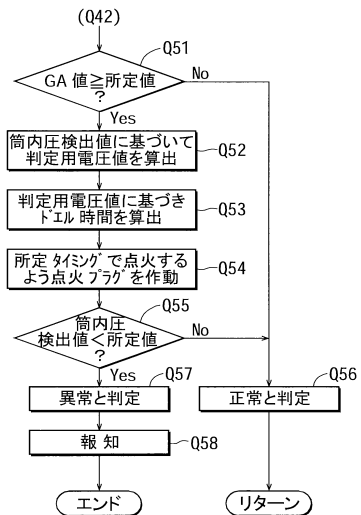 (Q42)
Q51
GA 値≧所定値
?
No
Yes
筒内圧検出値に基づいて
判定用電圧値を算出
Q52
判定用電圧値に基づき
ﾄﾞｴﾙ 時間を算出
Q53
所定 ﾀｲﾐﾝｸﾞで点火する
よう点火 ﾌﾟﾗｸﾞを作動
Q54
Q55
筒内圧
検出値<所定値
?
No
Yes
Q57
異常と判定
Q56
正常と判定
報 知
Q58
エンド
リターン